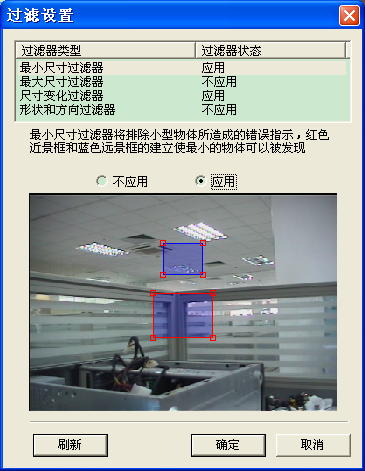 过滤设置
过滤器类型 过滤器状态
最小尺寸过滤器 应用
最大尺寸过滤器 不应用
尺寸变化过滤器 应用
形状和方向过滤器 不应用
最小尺寸过滤器将排除小型物体所造成的错误指示，红色
近景框和蓝色远景框的建立使最小的物体可以被发现
不应用 应用
刷新 确定 取消